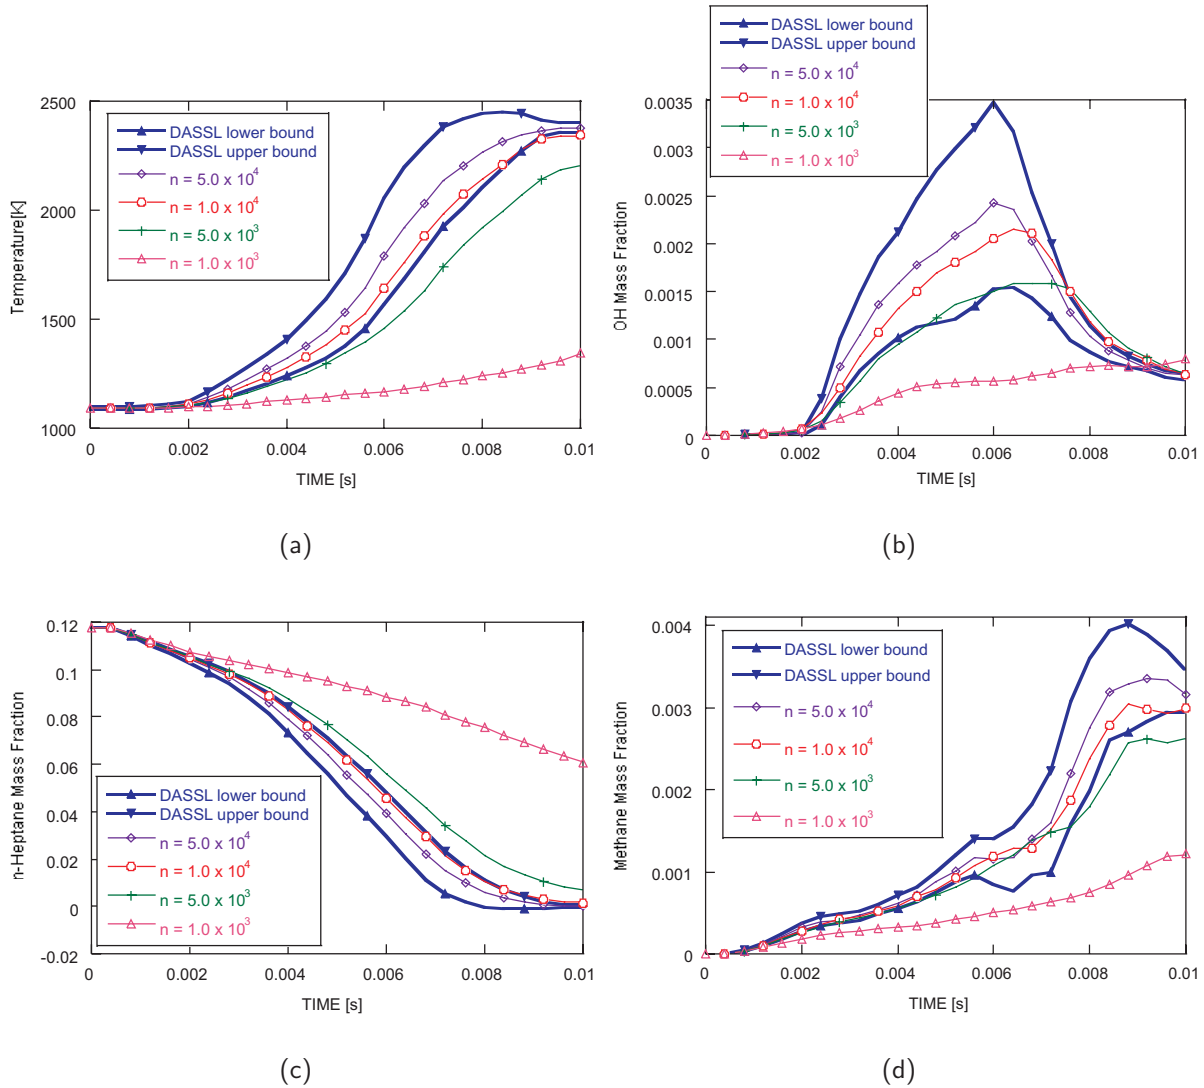 DASSL lower bound
DASSL upper bound
n = 5.0 x 10^4
n = 1.0 x 10^4
n = 5.0 x 10^3
n = 1.0 x 10^3
2500
2000
1500
1000
Temperature[K]
0 0.002 0.004 0.006 0.008 0.01
TIME [s]
(a)
DASSL lower bound
DASSL upper bound
n = 5.0 x 10^4
n = 1.0 x 10^4
n = 5.0 x 10^3
n = 1.0 x 10^3
0.0035
0.003
0.0025
0.002
0.0015
0.001
0.0005
0
OH Mass Fraction
0 0.002 0.004 0.006 0.008 0.01
TIME [s]
(b)
0.12
0.1
0.08
0.06
0.04
0.02
0
-0.02
n-Heptane Mass Fraction
DASSL lower bound
DASSL upper bound
n = 5.0 x 10^4
n = 1.0 x 10^4
n = 5.0 x 10^3
n = 1.0 x 10^3
0 0.002 0.004 0.006 0.008 0.01
TIME [s]
(c)
0.004
0.003
0.002
0.001
0
Methane Mass Fraction
DASSL lower bound
DASSL upper bound
n = 5.0 x 10^4
n = 1.0 x 10^4
n = 5.0 x 10^3
n = 1.0 x 10^3
0 0.002 0.004 0.006 0.008 0.01
TIME [s]
(d)